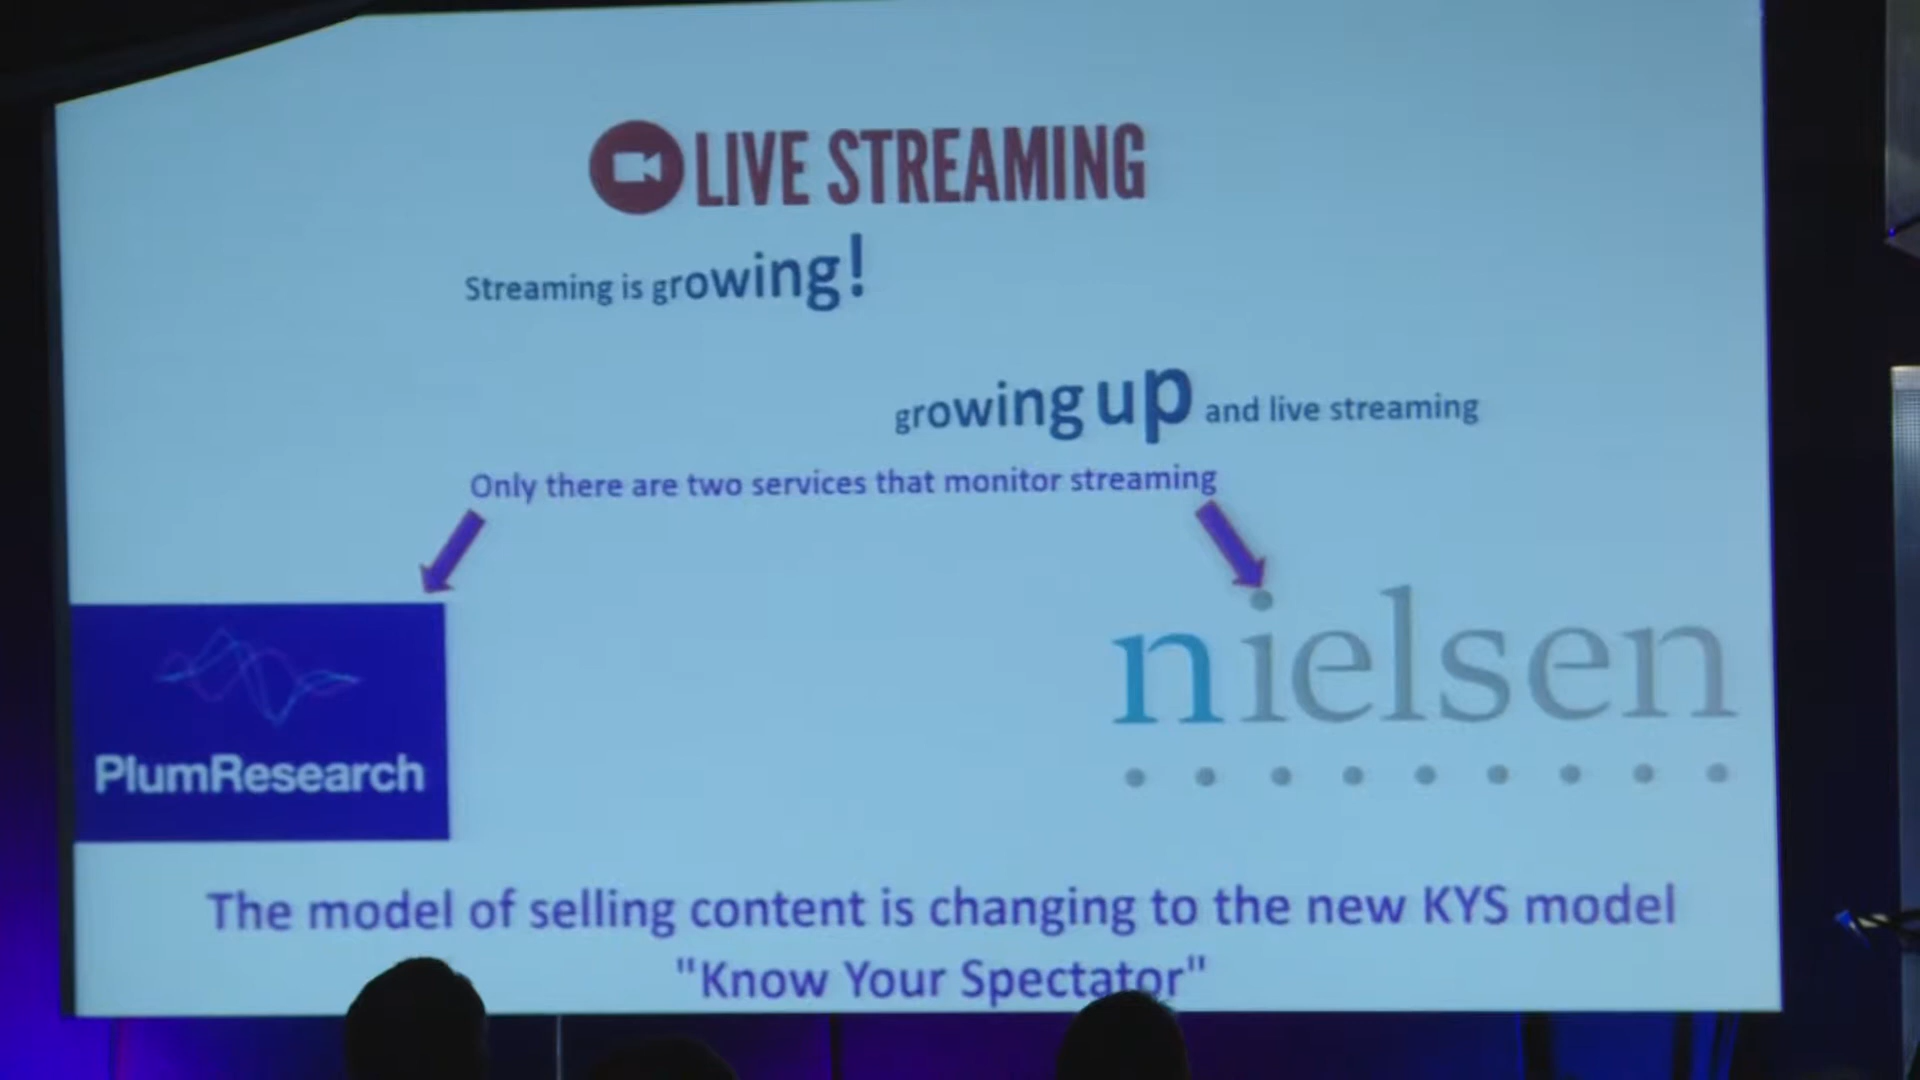 LIVE STREAMING
Streaming is growing!
growing up and live streaming
Only there are two services that monitor streaming
PlumResearch
nielsen
The model of selling content is changing to the new KYS model
"Know Your Spectator"